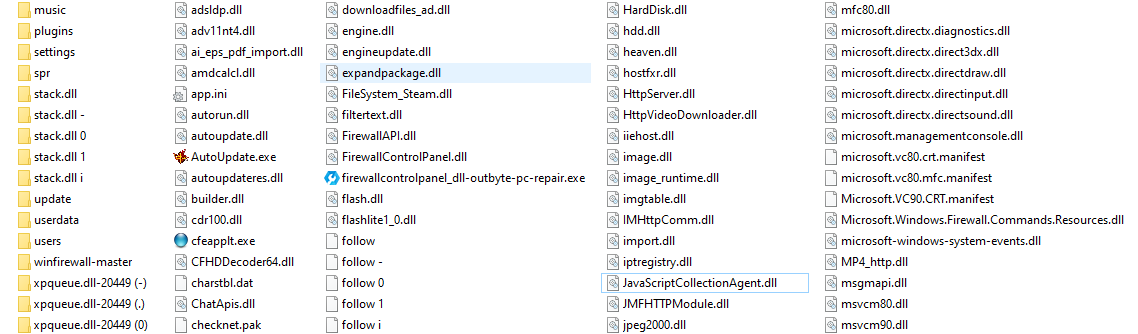 music
plugins
settings
spr
stack.dll
stack.dll -
stack.dll 0
stack.dll 1
stack.dll i
update
userdata
users
winfirewall-master
xpqueue.dll-20449 (-)
xpqueue.dll-20449 (.)
xpqueue.dll-20449 (0)
adsldp.dll
adv11nt4.dll
ai_eps_pdf_import.dll
amdcalcl.dll
app.ini
autorun.dll
autoupdate.dll
AutoUpdate.exe
autoupdateres.dll
builder.dll
cdr100.dll
cfeapplt.exe
CFHDDecoder64.dll
charstbl.dat
ChatApis.dll
checknet.pak
downloadfiles_ad.dll
engine.dll
engineupdate.dll
expandpackage.dll
FileSystem_Steam.dll
filtertext.dll
FirewallAPI.dll
FirewallControlPanel.dll
firewallcontrolpanel_dll-outbyte-pc-repair.exe
flash.dll
flashlite1_0.dll
follow
follow -
follow 0
follow 1
follow i
HardDisk.dll
hdd.dll
heaven.dll
hostfxr.dll
HttpServer.dll
HttpVideoDownloader.dll
iiehost.dll
image.dll
image_runtime.dll
imgtable.dll
IMHttpComm.dll
import.dll
iptregistry.dll
JavaScriptCollectionAgent.dll
JMFHTTPModule.dll
jpeg2000.dll
mfc80.dll
microsoft.directx.diagnostics.dll
microsoft.directx.direct3dx.dll
microsoft.directx.directdraw.dll
microsoft.directx.directinput.dll
microsoft.directx.directsound.dll
microsoft.managementconsole.dll
microsoft.vc80.crt.manifest
microsoft.vc80.mfc.manifest
Microsoft.VC90.CRT.manifest
Microsoft.Windows.Firewall.Commands.Resources.dll
microsoft-windows-system-events.dll
MP4_http.dll
msgmapi.dll
msvcm80.dll
msvcm90.dll